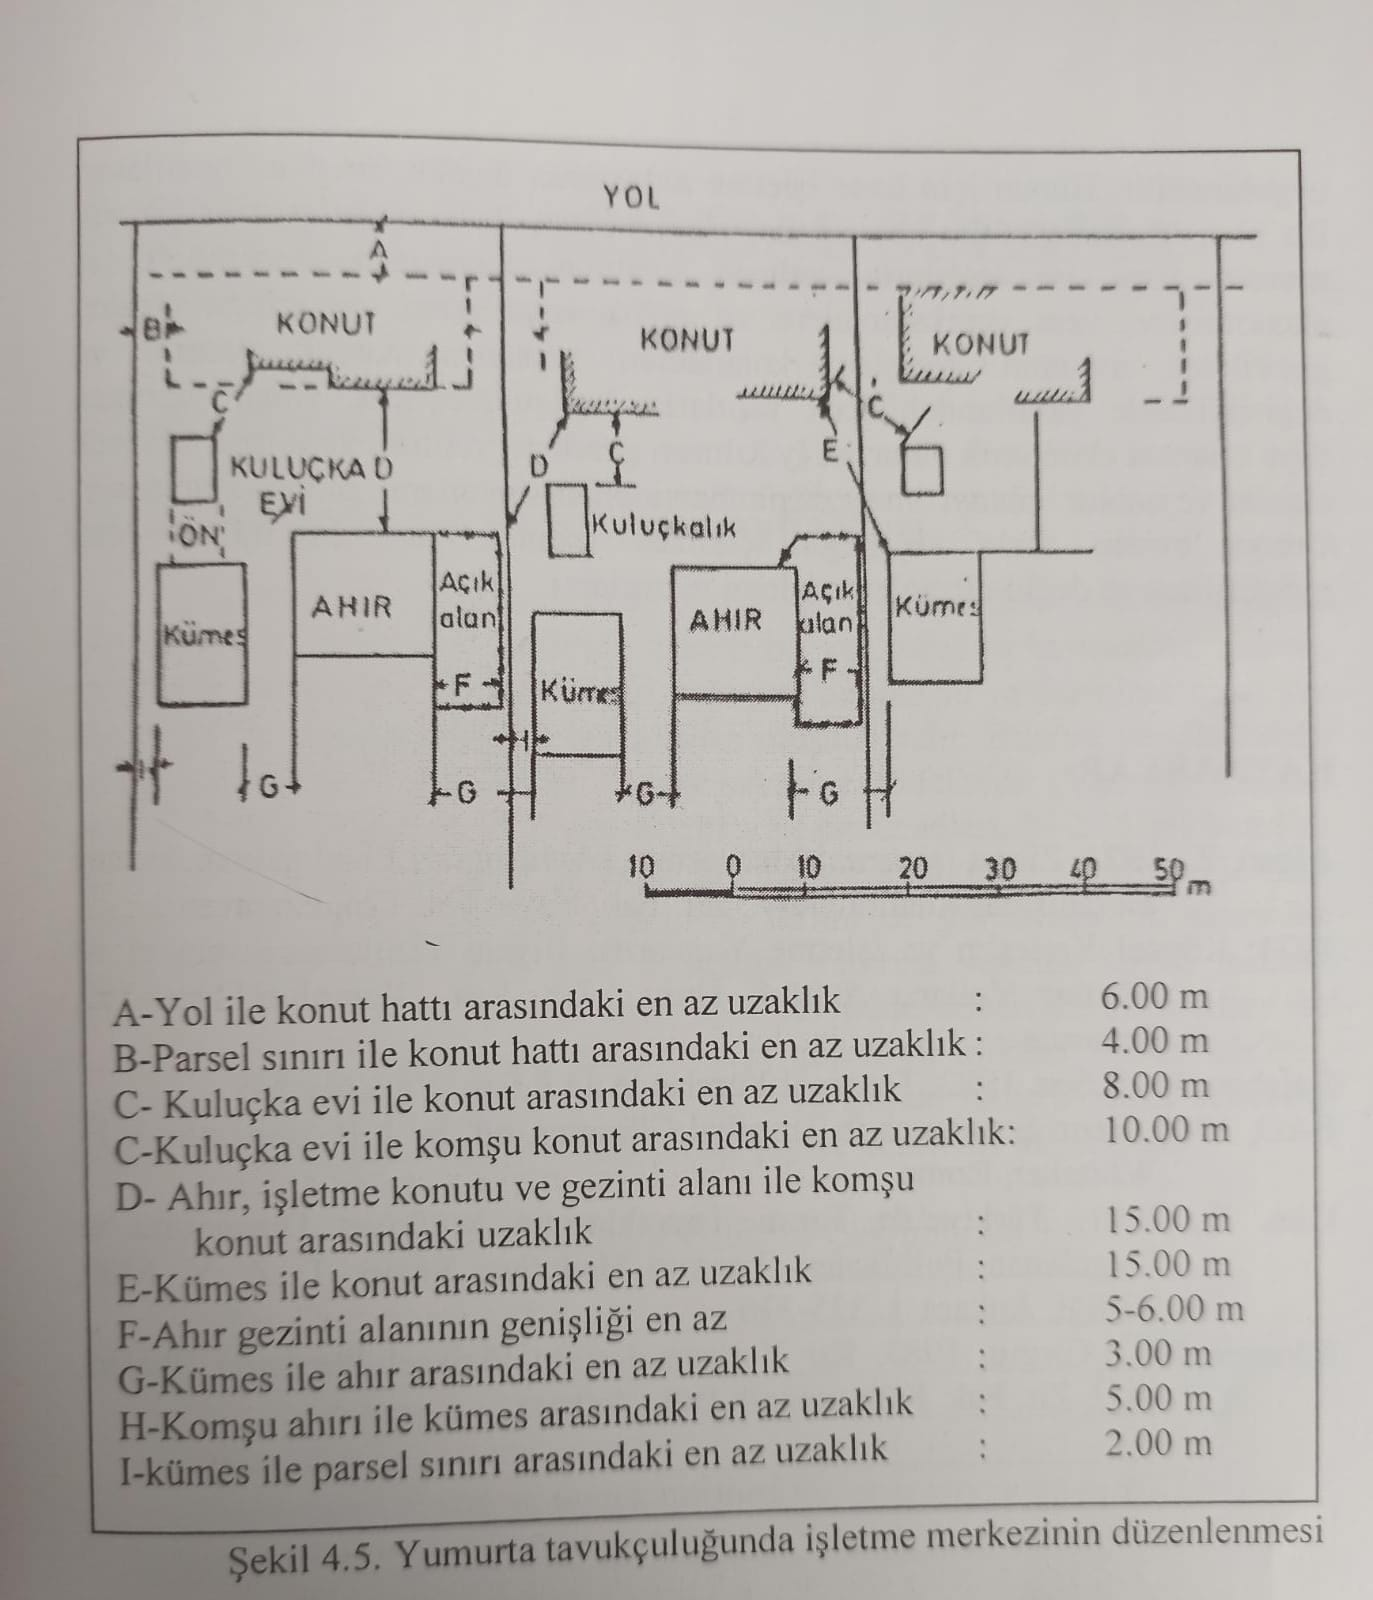 YOL
A
B
KONUT
KONUT
KONUT
C
C
D
Ç
E
KULUÇKA D
EVİ
Kuluçkalık
ÖN
Açık
alan
AHIR
Kümeş
F
Açık
alan
AHIR
Kümes
F
Kümes
I
I
G
G
G
G
10 0 10 20 30 40 50 m
A-Yol ile konut hattı arasındaki en az uzaklık : 6.00 m
B-Parsel sınırı ile konut hattı arasındaki en az uzaklık : 4.00 m
C- Kuluçka evi ile konut arasındaki en az uzaklık : 8.00 m
C-Kuluçka evi ile komşu konut arasındaki en az uzaklık: 10.00 m
D- Ahır, işletme konutu ve gezinti alanı ile komşu
konut arasındaki uzaklık : 15.00 m
E-Kümes ile konut arasındaki en az uzaklık : 15.00 m
F-Ahır gezinti alanının genişliği en az : 5-6.00 m
G-Kümes ile ahır arasındaki en az uzaklık : 3.00 m
H-Komşu ahırı ile kümes arasındaki en az uzaklık : 5.00 m
I-kümes ile parsel sınırı arasındaki en az uzaklık : 2.00 m
Şekil 4.5. Yumurta tavukçuluğunda işletme merkezinin düzenlenmesi